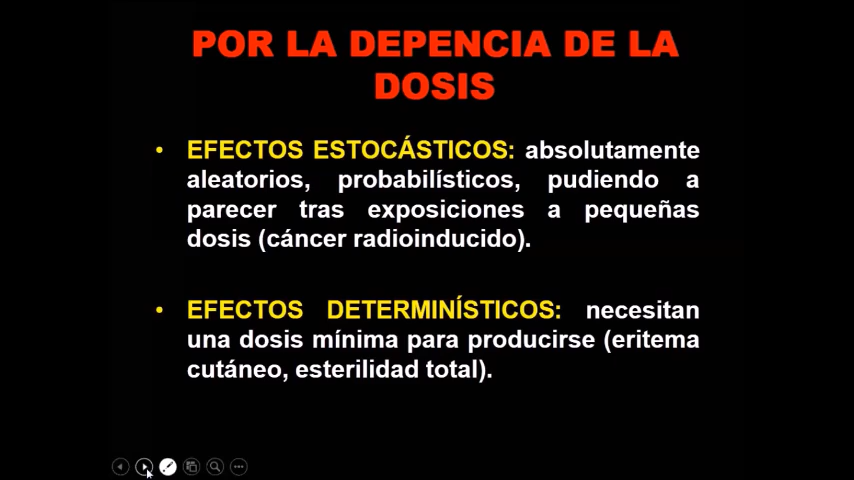 POR LA DEPENCIA DE LA
DOSIS
• EFECTOS ESTOCÁSTICOS: absolutamente
aleatorios, probabilísticos, pudiendo a
parecer tras exposiciones a pequeñas
dosis (cáncer radioinducido).
• EFECTOS DETERMINÍSTICOS: necesitan
una dosis mínima para producirse (eritema
cutáneo, esterilidad total).